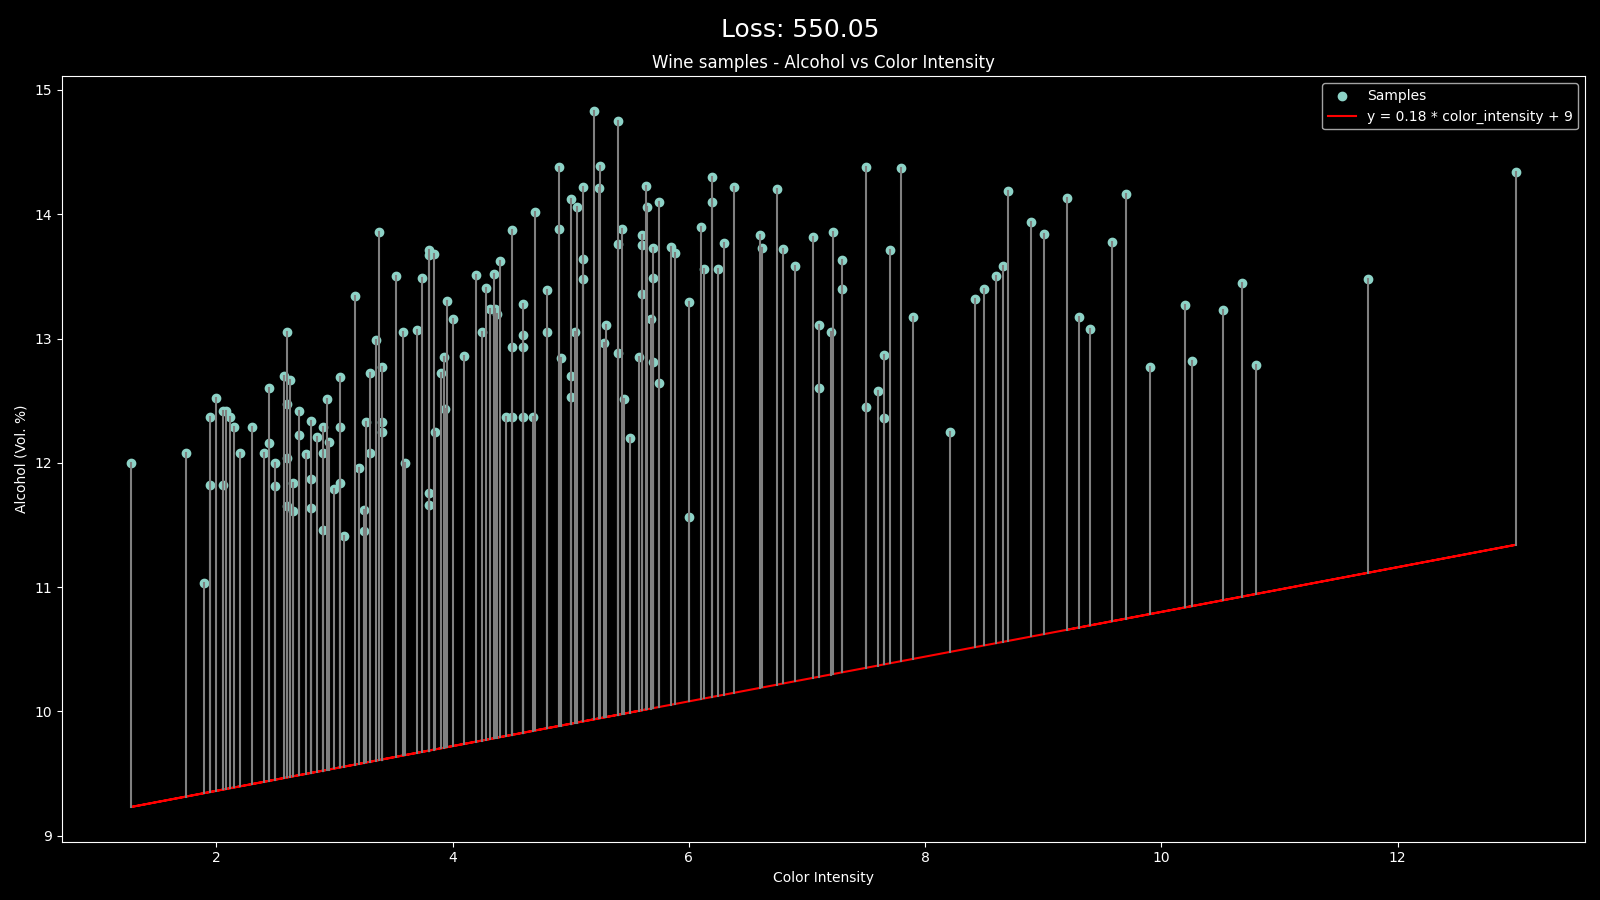 Loss: 550.05
Wine samples - Alcohol vs Color Intensity
Samples
y = 0.18 * color_intensity + 9
Alcohol (Vol. %)
15
14
13
12
11
10
9
2 4 6 8 10 12
Color Intensity